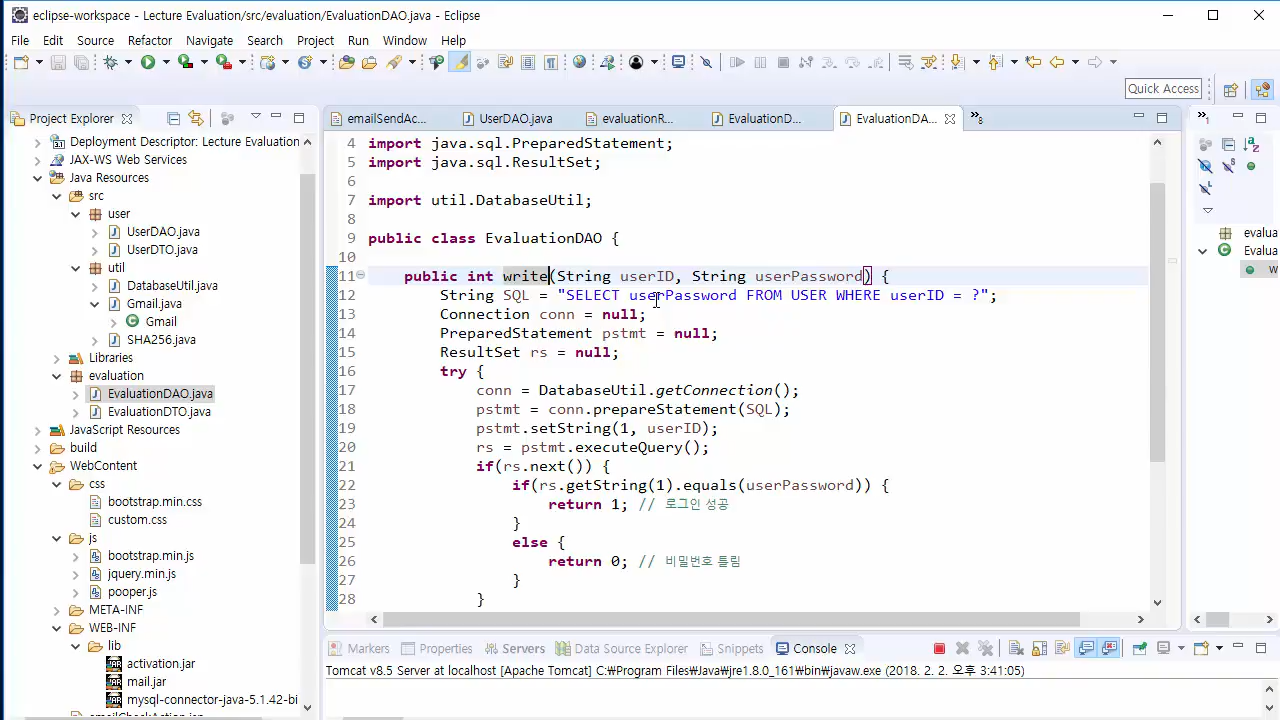 eclipse-workspace - Lecture Evaluation/src/evaluation/EvaluationDAO.java - Eclipse
File Edit Source Refactor Navigate Search Project Run Window Help
Quick Access
Project Explorer
Deployment Descriptor: Lecture Evaluation
JAX-WS Web Services
Java Resources
src
user
UserDAO.java
UserDTO.java
util
DatabaseUtil.java
Gmail.java
Gmail
SHA256.java
Libraries
evaluation
EvaluationDAO.java
EvaluationDTO.java
JavaScript Resources
build
WebContent
css
bootstrap.min.css
custom.css
js
bootstrap.min.js
jquery.min.js
pooper.js
META-INF
WEB-INF
lib
activation.jar
mail.jar
mysql-connector-java-5.1.42-bi
emailSendAc... UserDAO.java evaluationR... EvaluationD... EvaluationDA... 8
4 import java.sql.PreparedStatement;
5 import java.sql.ResultSet;
6
7 import util.DatabaseUtil;
8
9 public class EvaluationDAO {
10
11 public int write(String userID, String userPassword) {
12 String SQL = "SELECT userPassword FROM USER WHERE userID = ?";
13 Connection conn = null;
14 PreparedStatement pstmt = null;
15 ResultSet rs = null;
16 try {
17 conn = DatabaseUtil.getConnection();
18 pstmt = conn.prepareStatement(SQL);
19 pstmt.setString(1, userID);
20 rs = pstmt.executeQuery();
21 if(rs.next()) {
22 if(rs.getString(1).equals(userPassword)) {
23 return 1; // 로그인 성공
24 }
25 else {
26 return 0; // 비밀번호 틀림
27 }
28 }
1
evalua
Evalua
w
Markers Properties Servers Data Source Explorer Snippets Console
Tomcat v8.5 Server at localhost [Apache Tomcat] C:₩Program Files₩Java₩jre1.8.0_161₩bin₩javaw.exe (2018. 2. 2. 오후 3:41:05)